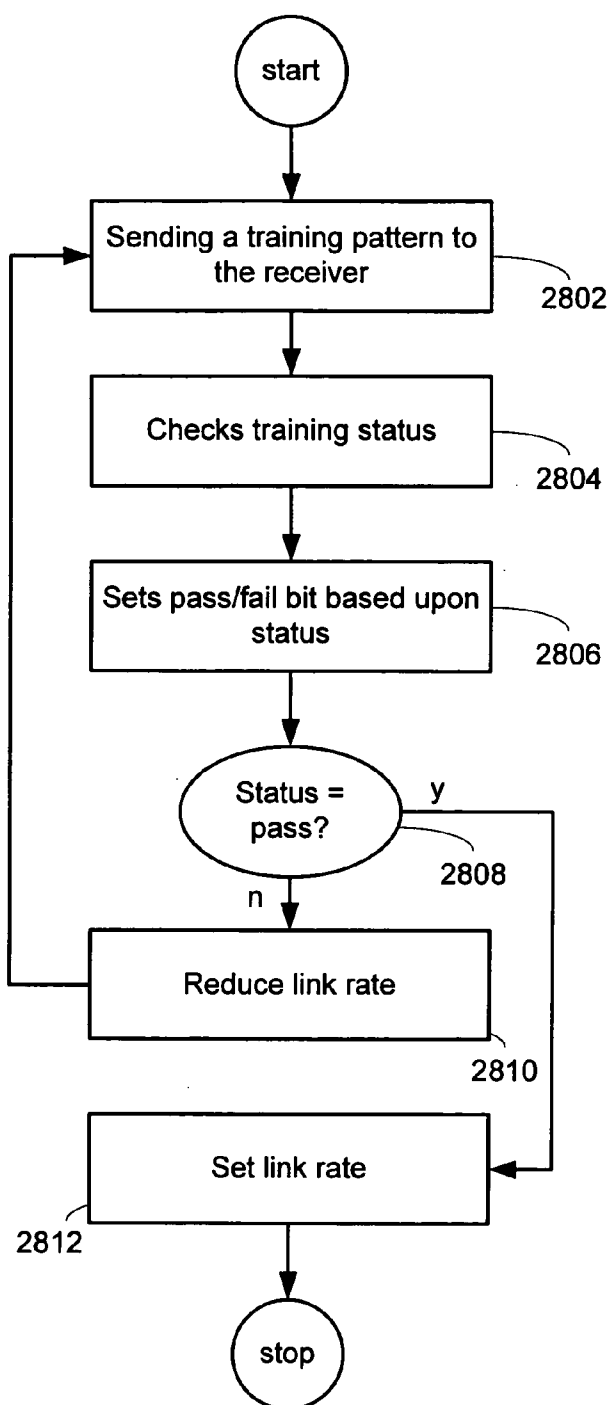 start
Sending a training pattern to
the receiver
2802
Checks training status
2804
Sets pass/fail bit based upon
status
2806
Status =
pass?
y
2808
n
Reduce link rate
2810
Set link rate
2812
stop